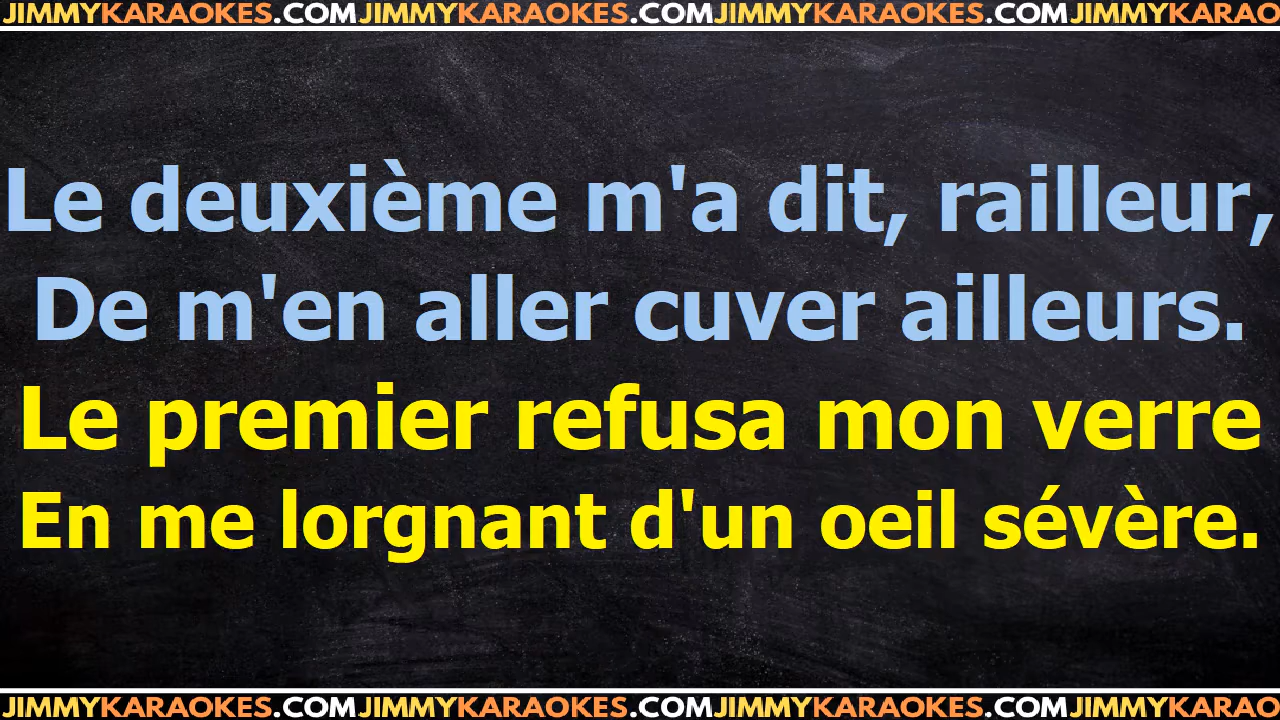 JIMMYKARAOKES.COMJIMMYKARAOKES.COMJIMMYKARAOKES.COMJIMMYKARAO
Le deuxième m'a dit, railleur,
De m'en aller cuver ailleurs.
Le premier refusa mon verre
En me lorgnant d'un oeil sévère.
JIMMYKARAOKES.COMJIMMYKARAOKES.COMJIMMYKARAOKES.COMJIMMYKARAO